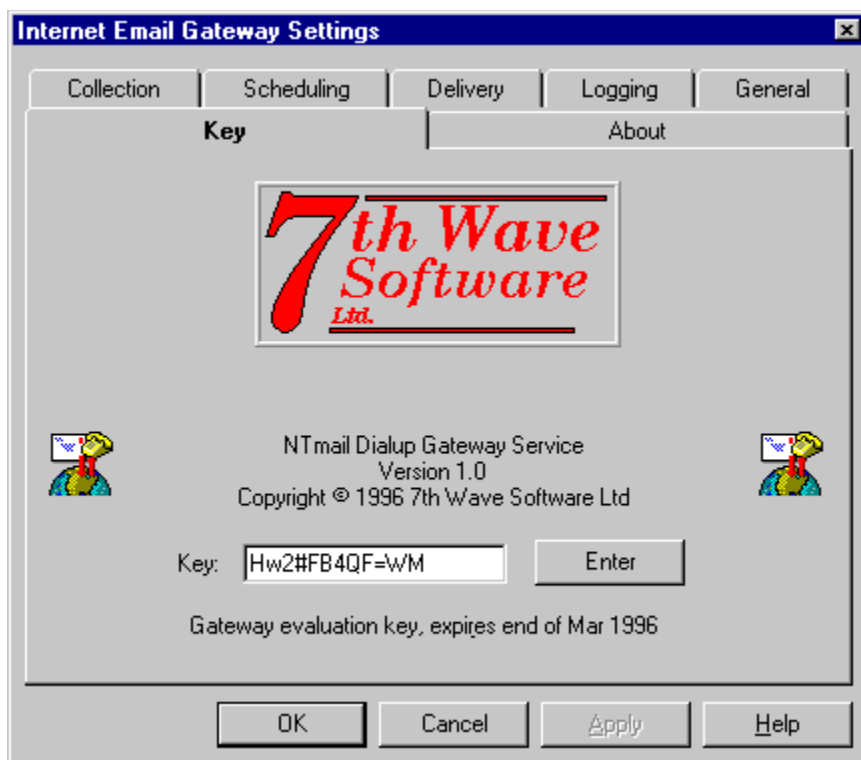 Internet Email Gateway Settings
Collection Scheduling Delivery Logging General
Key About
7th Wave
Software
Ltd.
NTmail Dialup Gateway Service
Version 1.0
Copyright © 1996 7th Wave Software Ltd
Key: Hw2#FB4QF=WM Enter
Gateway evaluation key, expires end of Mar 1996
OK Cancel Apply Help